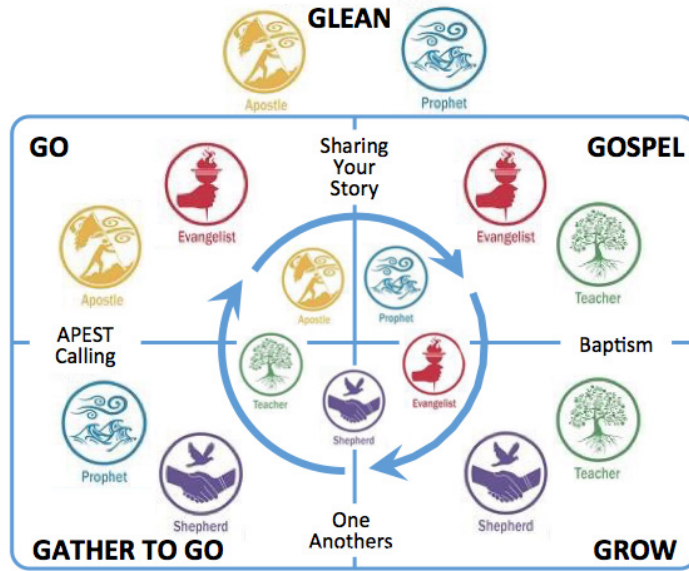 GLEAN
Apostle
Prophet
GO
Sharing
Your
Story
GOSPEL
Evangelist
Evangelist
Apostle
Teacher
Apostle
Prophet
APEST
Calling
Baptism
Teacher
Evangelist
Shepherd
Prophet
Teacher
Shepherd
Shepherd
One
Anothers
GATHER TO GO
GROW